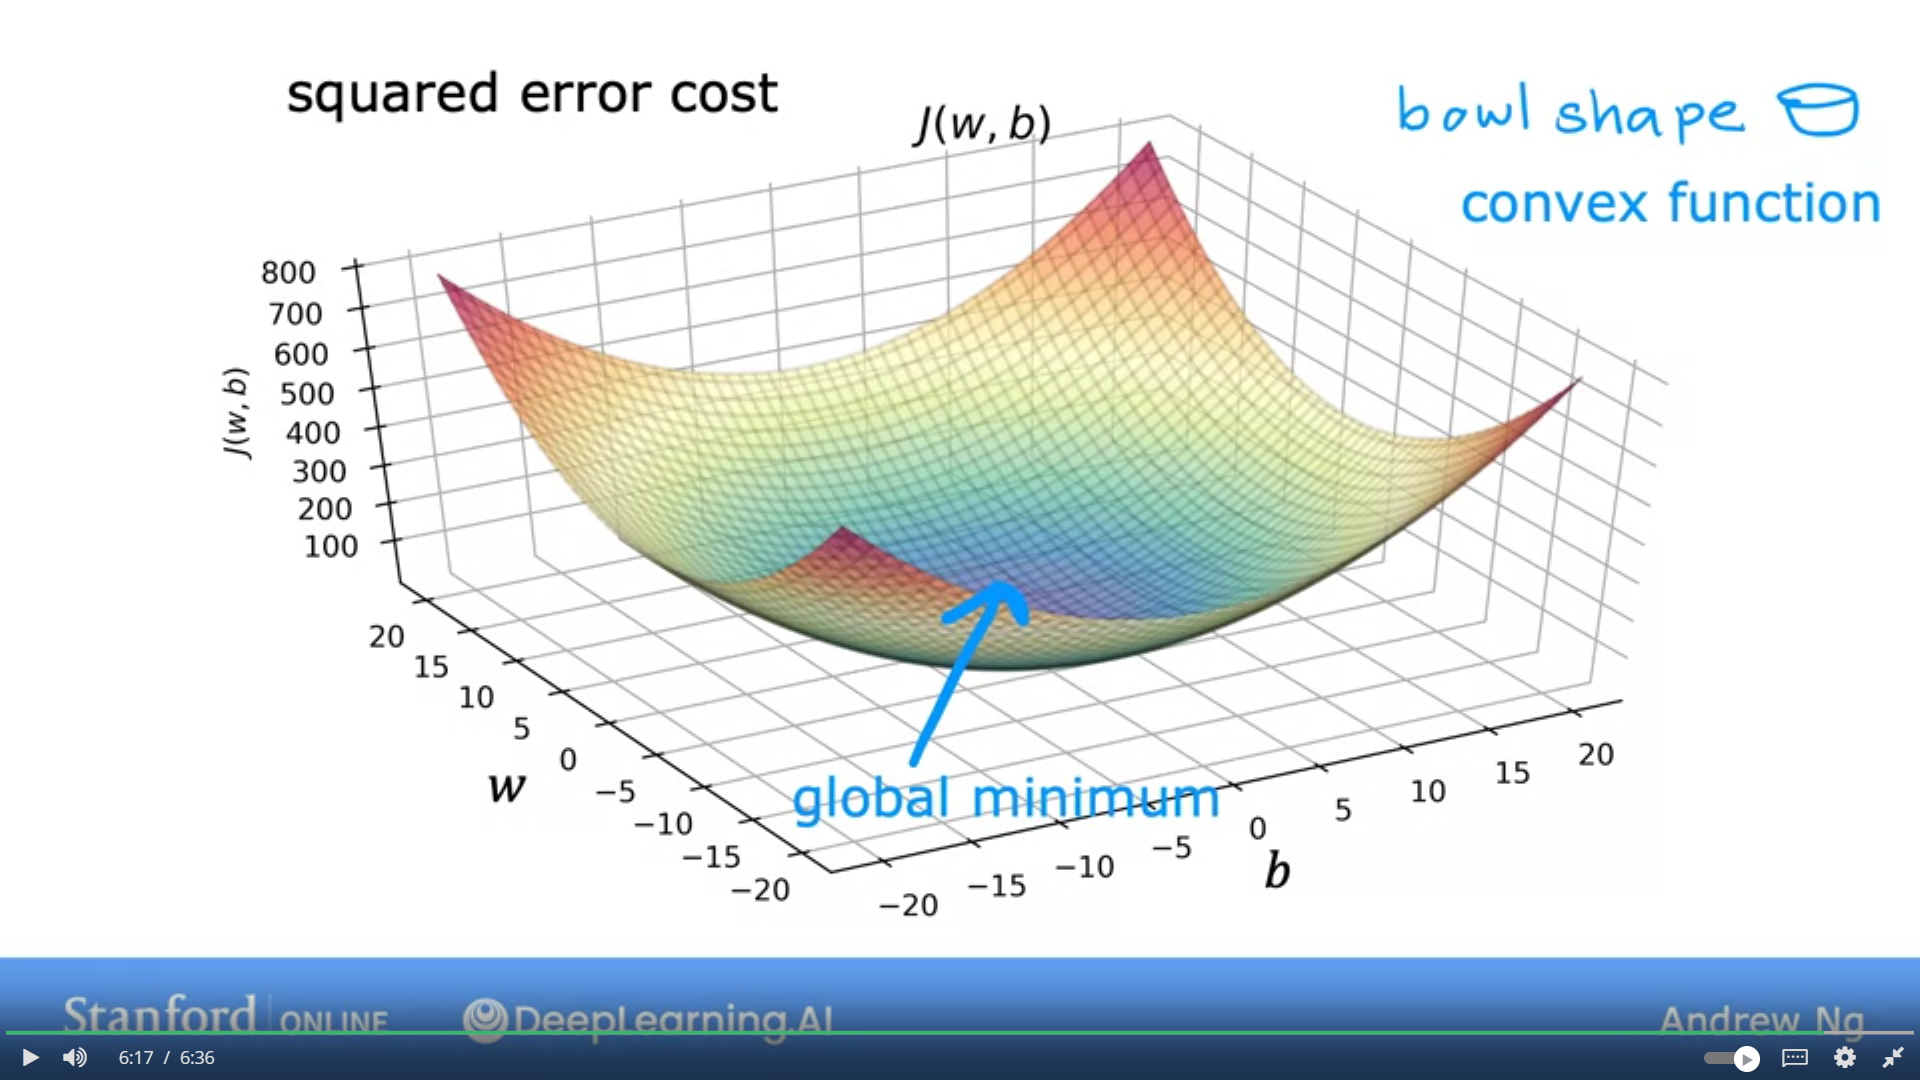 squared error cost
J(w, b)
bowl shape
convex function
800
700
600
500
400
300
200
100
J(w, b)
20
15
10
5
0
−5
−10
−15
−20
w
global minimum
−20
−15
−10
−5
0
5
10
15
20
b
Stanford ONLINE
DeepLearning.AI
Andrew Ng
6:17 / 6:36